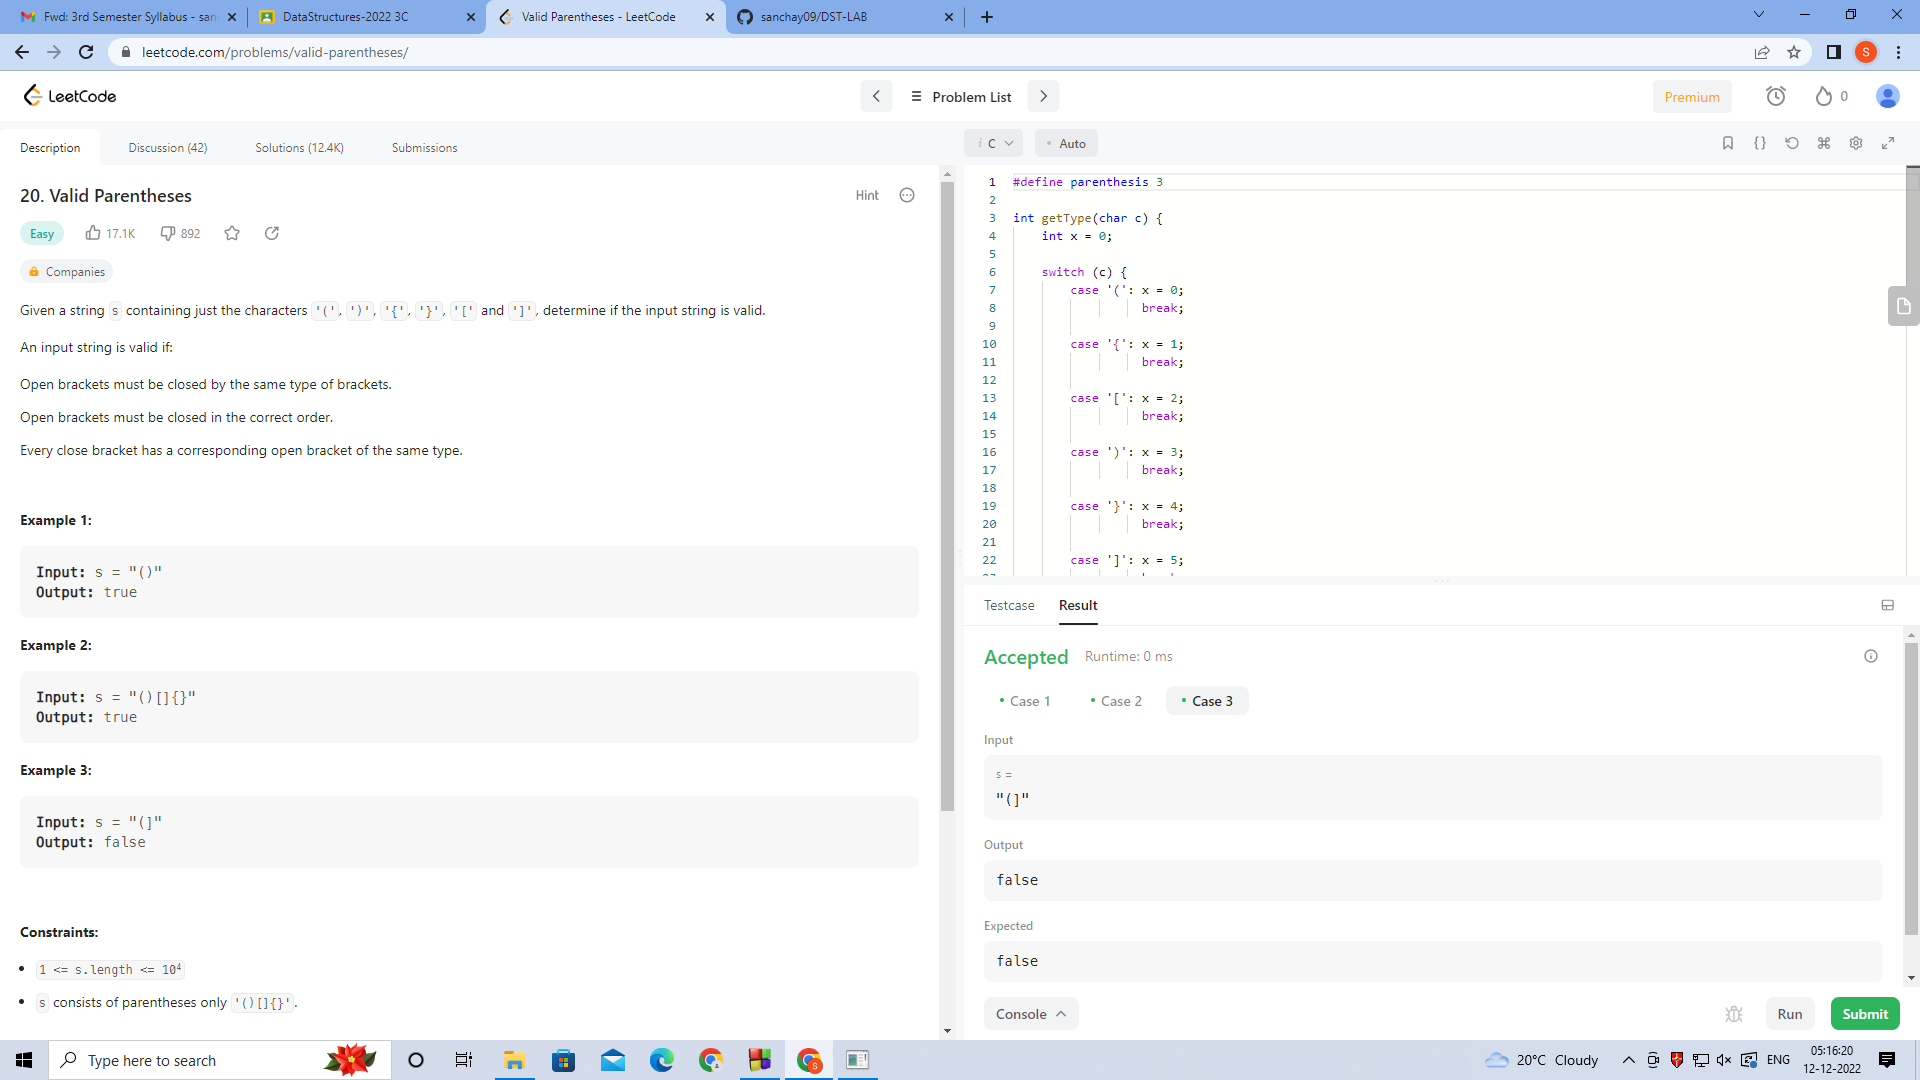 Fwd: 3rd Semester Syllabus - san
DataStructures-2022 3C
Valid Parentheses - LeetCode
sanchay09/DST-LAB
leetcode.com/problems/valid-parentheses/
S
LeetCode
Problem List
Premium
0
Description
Discussion (42)
Solutions (12.4K)
Submissions
i C
Auto
20. Valid Parentheses
Hint
Easy
17.1K
892
Companies
Given a string s containing just the characters '(', ')', '{', '}', '[' and ']', determine if the input string is valid.
An input string is valid if:
Open brackets must be closed by the same type of brackets.
Open brackets must be closed in the correct order.
Every close bracket has a corresponding open bracket of the same type.
Example 1:
Input: s = "()"
Output: true
Example 2:
Input: s = "()[]{}"
Output: true
Example 3:
Input: s = "(]"
Output: false
Constraints:
1 <= s.length <= 10⁴
s consists of parentheses only '()[]{}'.
1 #define parenthesis 3
2
3 int getType(char c) {
4 int x = 0;
5
6 switch (c) {
7 case '(': x = 0;
8 break;
9
10 case '{': x = 1;
11 break;
12
13 case '[': x = 2;
14 break;
15
16 case ')': x = 3;
17 break;
18
19 case '}': x = 4;
20 break;
21
22 case ']': x = 5;
Testcase
Result
Accepted
Runtime: 0 ms
Case 1
Case 2
Case 3
Input
s =
"(]"
Output
false
Expected
false
Console
Run
Submit
Type here to search
20°C Cloudy
ENG
05:16:20
12-12-2022